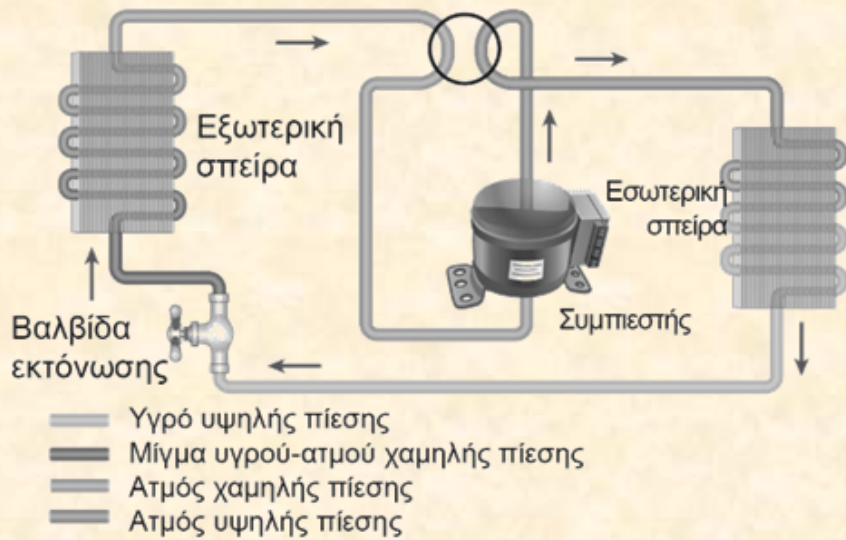 Εξωτερική
σπείρα
Εσωτερική
σπείρα
Συμπιεστής
Βαλβίδα
εκτόνωσης
Υγρό υψηλής πίεσης
Μίγμα υγρού-ατμού χαμηλής πίεσης
Ατμός χαμηλής πίεσης
Ατμός υψηλής πίεσης